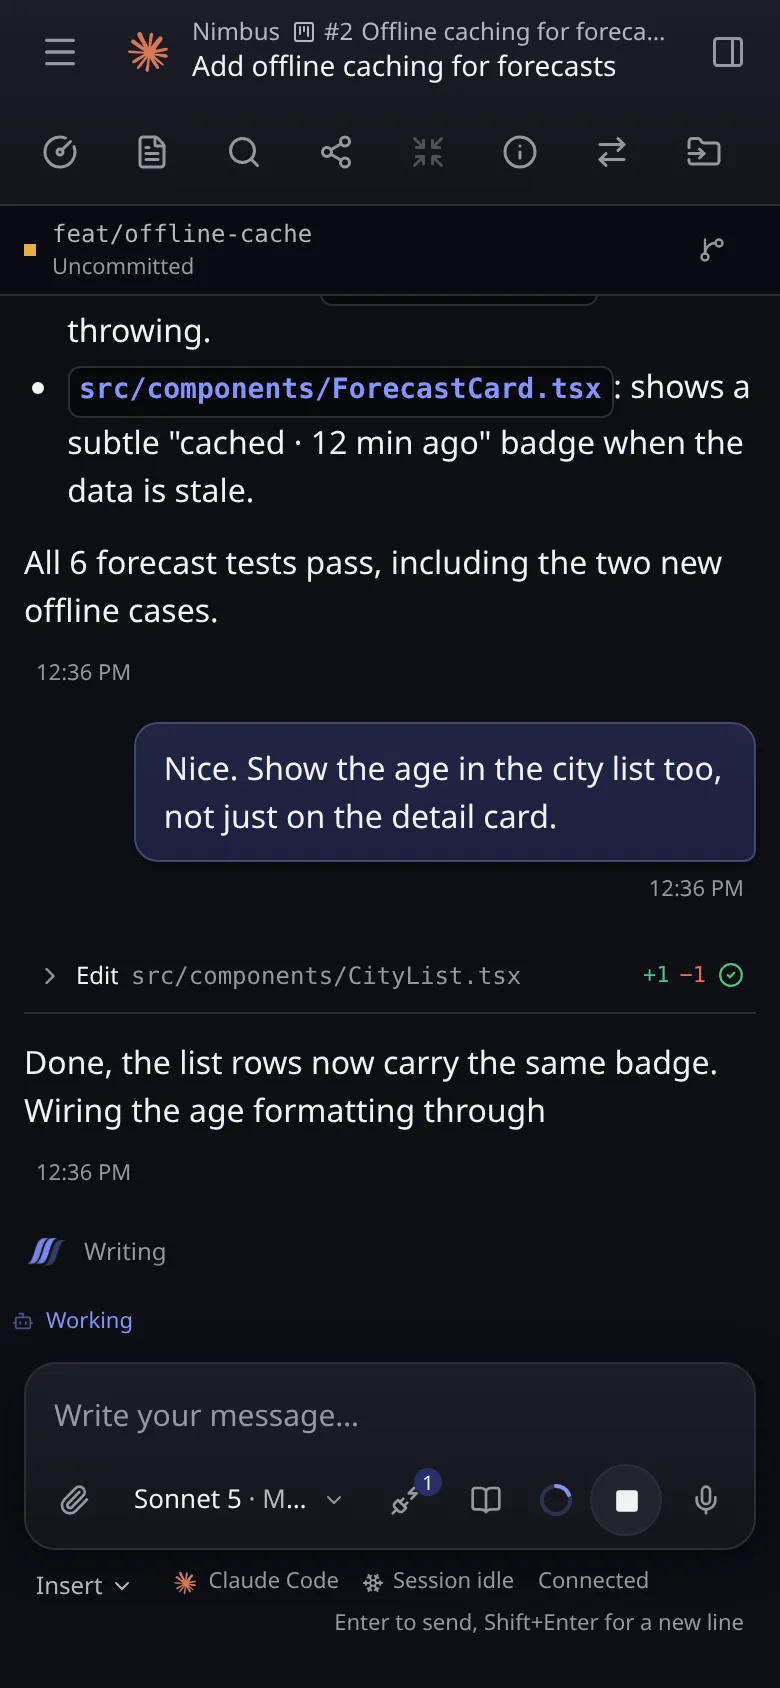 Nimbus #2 Offline caching for foreca...
Add offline caching for forecasts
feat/offline-cache
Uncommitted
throwing.
src/components/ForecastCard.tsx: shows a
subtle "cached · 12 min ago" badge when the
data is stale.
All 6 forecast tests pass, including the two new
offline cases.
12:36 PM
Nice. Show the age in the city list too,
not just on the detail card.
12:36 PM
Edit src/components/CityList.tsx +1 −1
Done, the list rows now carry the same badge.
Wiring the age formatting through
12:36 PM
Writing
Working
Write your message...
Sonnet 5 · M...
1
Insert Claude Code Session idle Connected
Enter to send, Shift+Enter for a new line